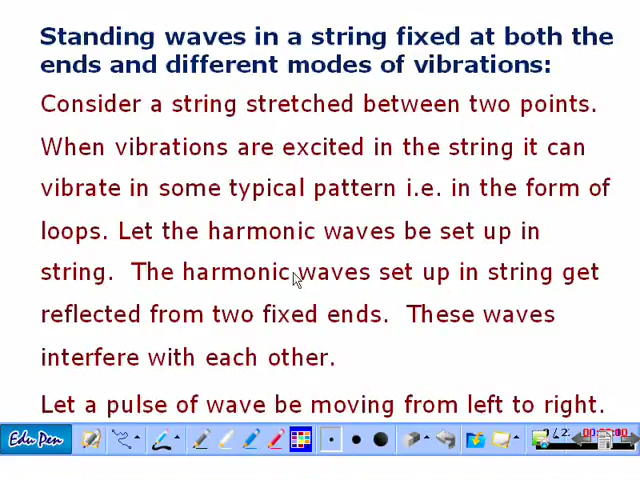 Standing waves in a string fixed at both the
ends and different modes of vibrations:
Consider a string stretched between two points.
When vibrations are excited in the string it can
vibrate in some typical pattern i.e. in the form of
loops. Let the harmonic waves be set up in
string. The harmonic waves set up in string get
reflected from two fixed ends. These waves
interfere with each other.
Let a pulse of wave be moving from left to right.
Edu Pen